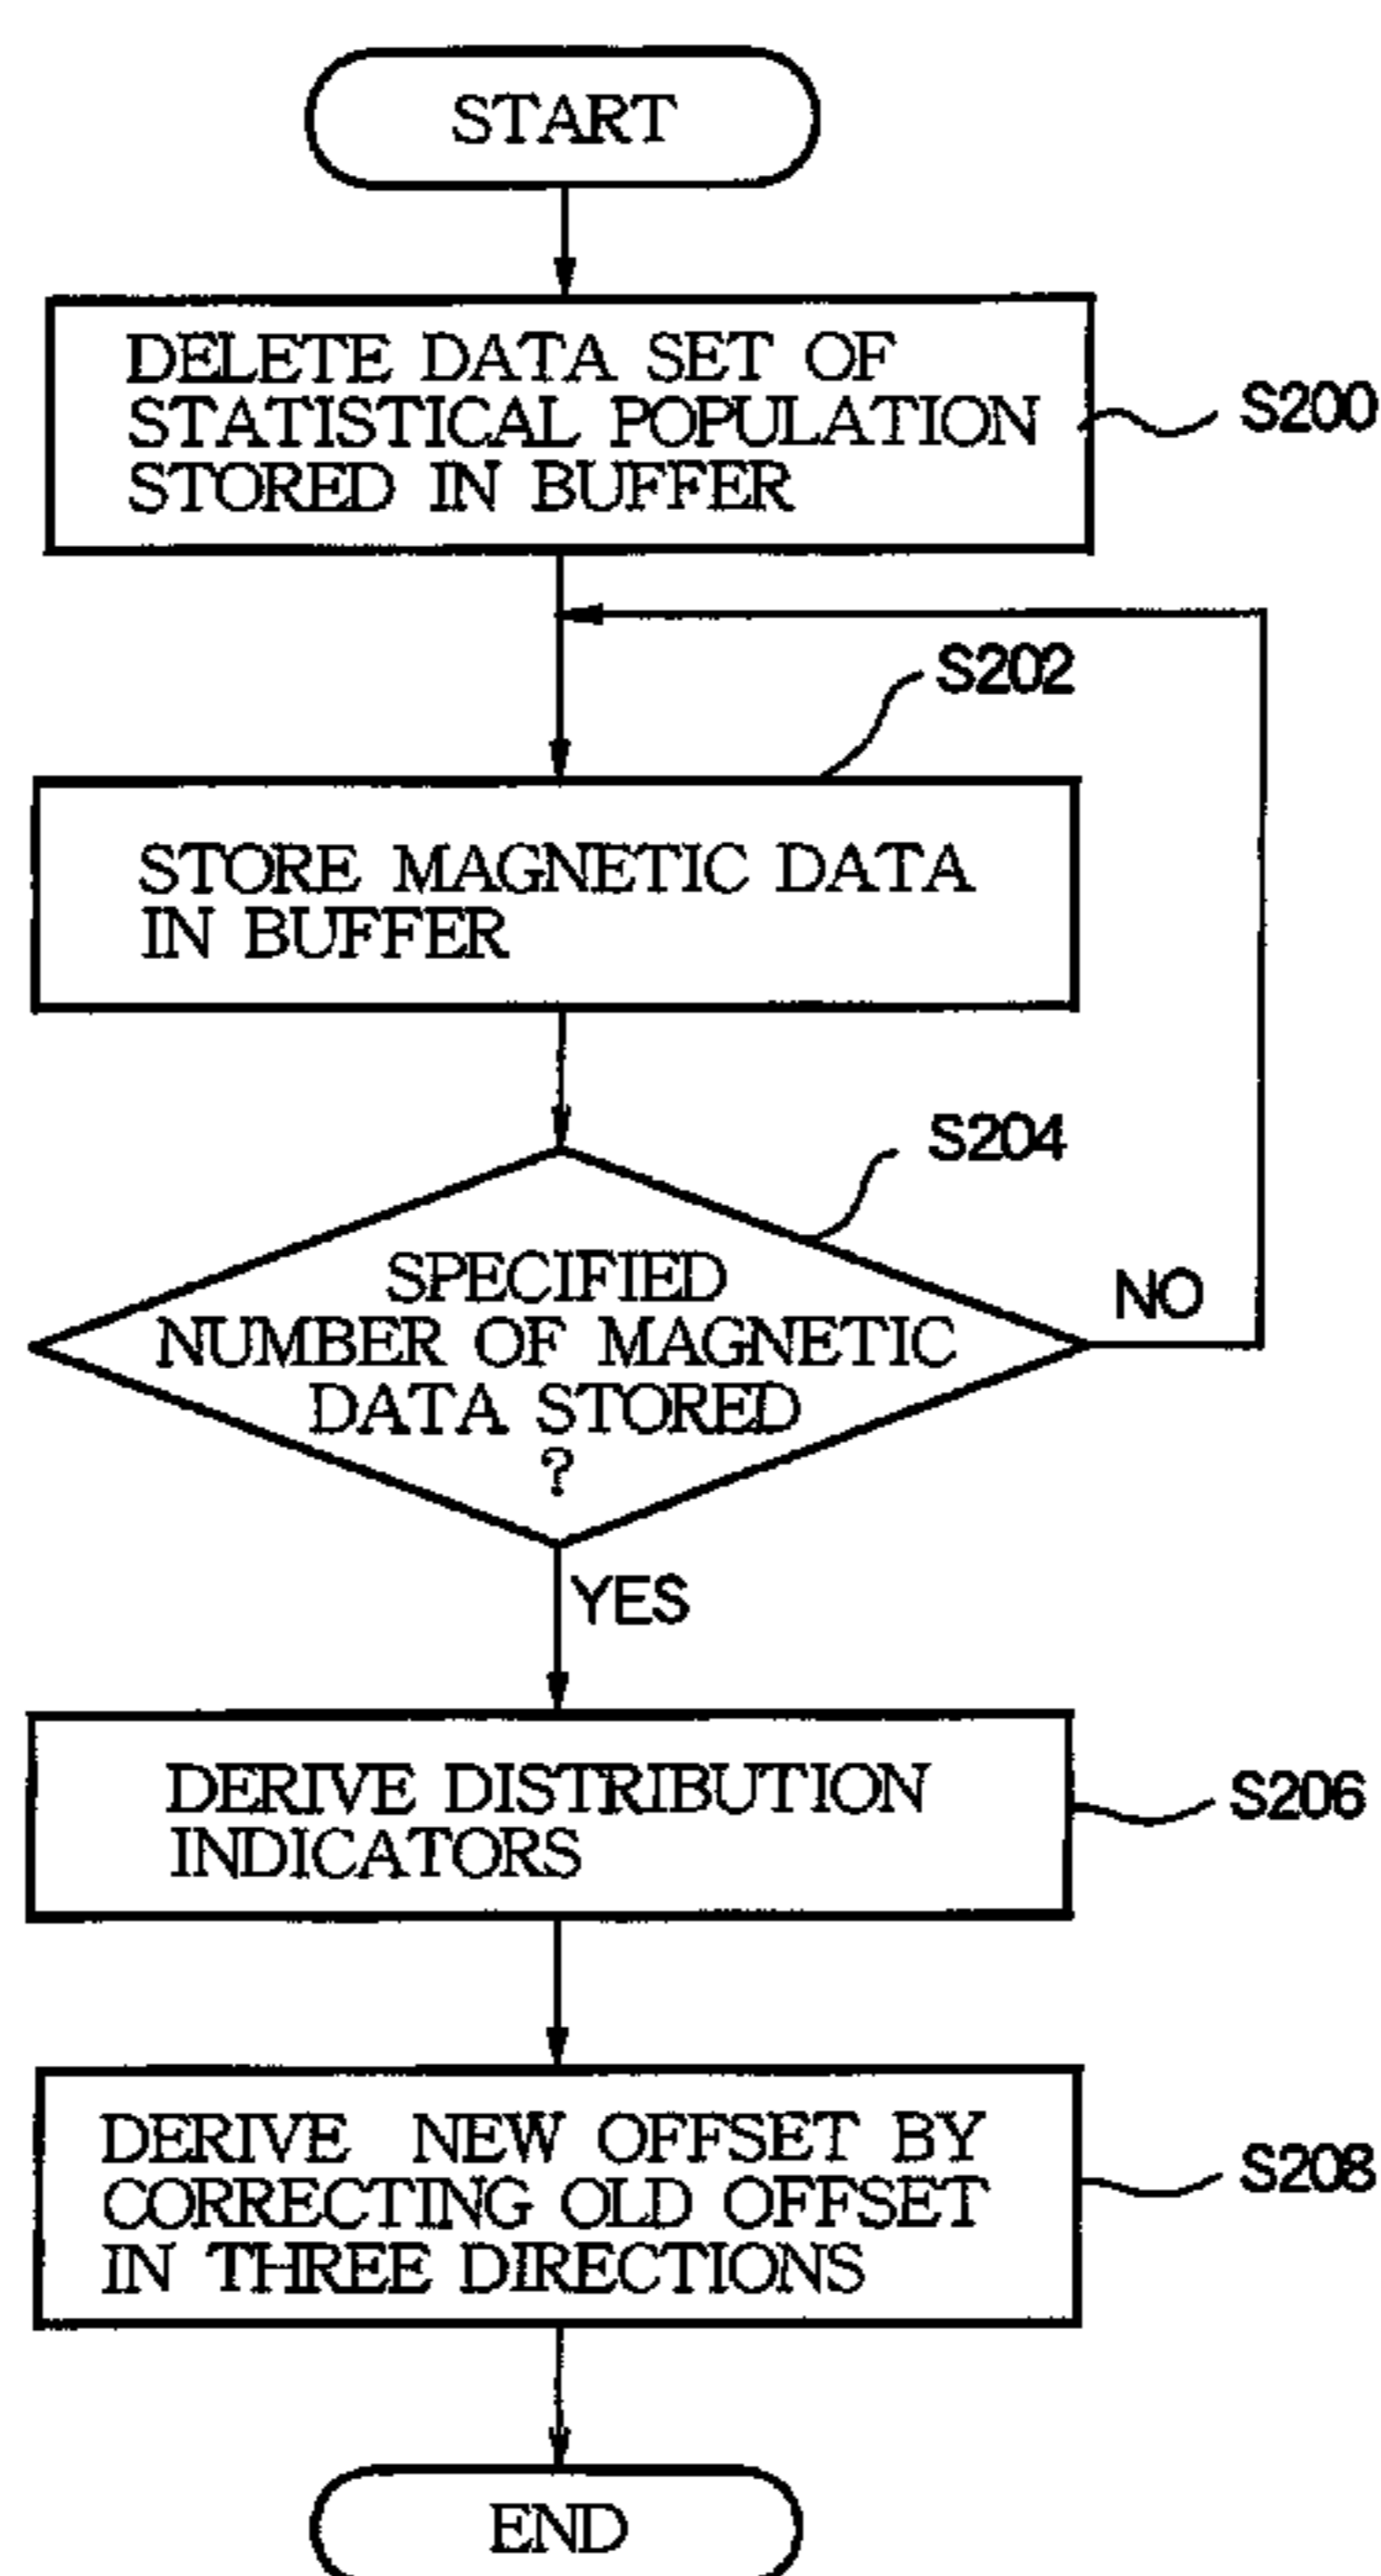 START
DELETE DATA SET OF
STATISTICAL POPULATION
STORED IN BUFFER
S200
S202
STORE MAGNETIC DATA
IN BUFFER
S204
SPECIFIED
NUMBER OF MAGNETIC
DATA STORED
?
NO
YES
DERIVE DISTRIBUTION
INDICATORS
S206
DERIVE NEW OFFSET BY
CORRECTING OLD OFFSET
IN THREE DIRECTIONS
S208
END